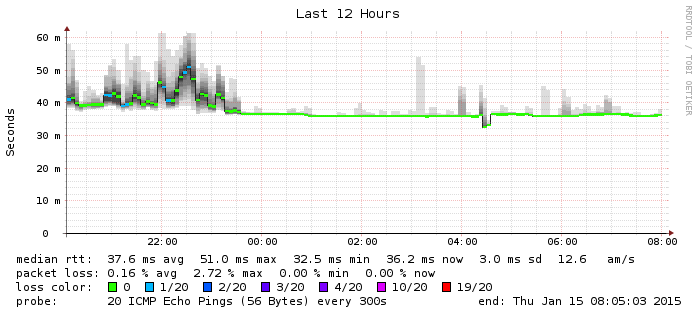 Last 12 Hours
RRDTOOL / TOBI OETIKER
Seconds
60 m
50 m
40 m
30 m
20 m
10 m
0
22:00 00:00 02:00 04:00 06:00 08:00
median rtt: 37.6 ms avg 51.0 ms max 32.5 ms min 36.2 ms now 3.0 ms sd 12.6 am/s
packet loss: 0.16 % avg 2.72 % max 0.00 % min 0.00 % now
loss color: 0 1/20 2/20 3/20 4/20 10/20 19/20
probe: 20 ICMP Echo Pings (56 Bytes) every 300s end: Thu Jan 15 08:05:03 2015